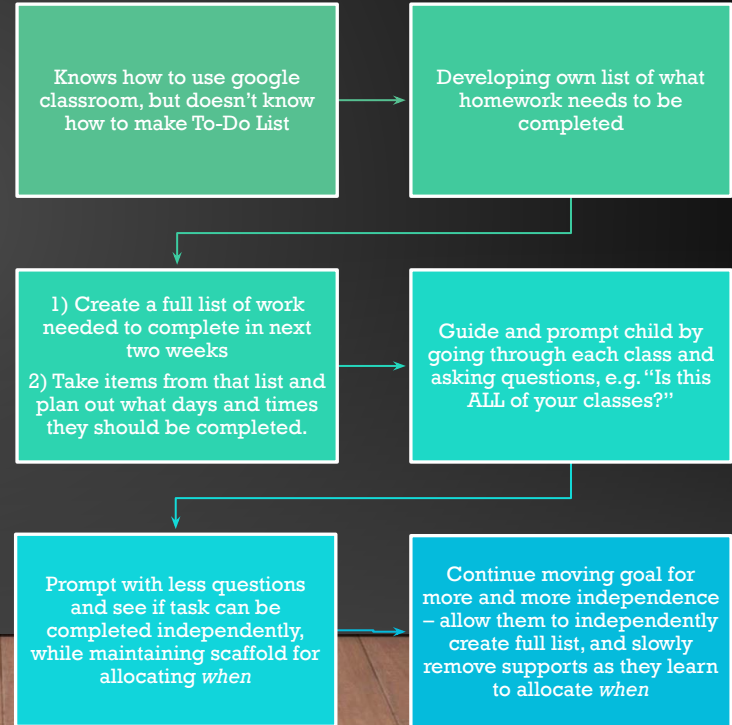 Knows how to use google
classroom, but doesn't know
how to make To-Do List
Developing own list of what
homework needs to be
completed
1) Create a full list of work
needed to complete in next
two weeks
2) Take items from that list and
plan out what days and times
they should be completed.
Guide and prompt child by
going through each class and
asking questions, e.g. “Is this
ALL of your classes?”
Prompt with less questions
and see if task can be
completed independently,
while maintaining scaffold for
allocating when
Continue moving goal for
more and more independence
– allow them to independently
create full list, and slowly
remove supports as they learn
to allocate when